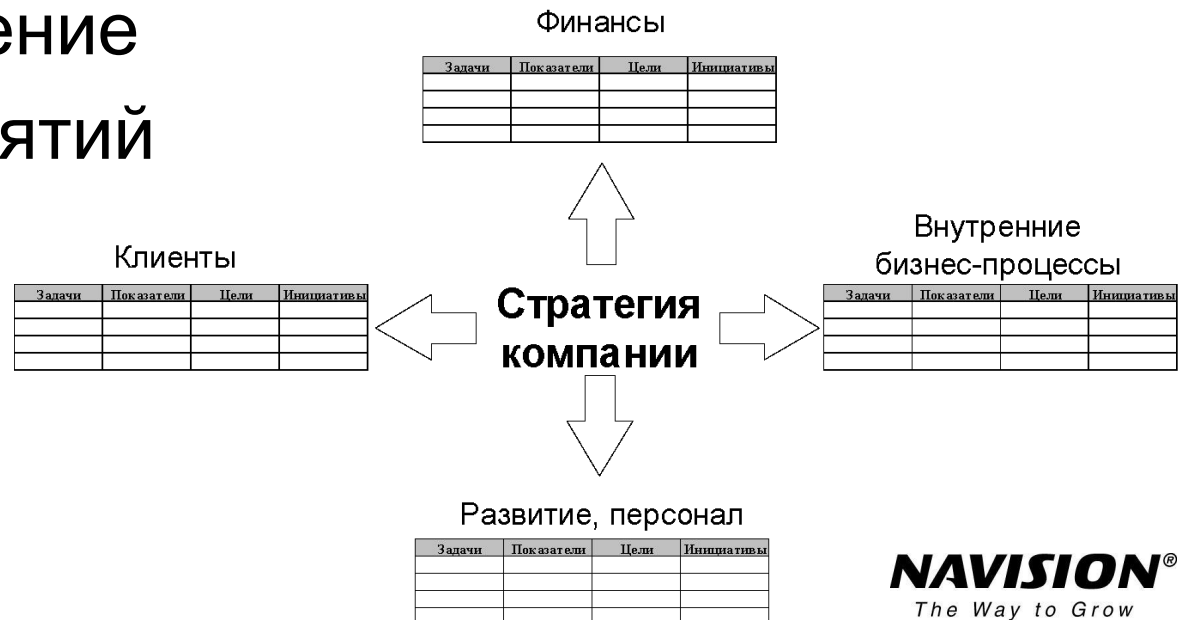 ение
ятий
Финансы
Задачи Показатели Цели Инициативы
Клиенты
Задачи Показатели Цели Инициативы
Стратегия
компании
Внутренние
бизнес-процессы
Задачи Показатели Цели Инициативы
Развитие, персонал
Задачи Показатели Цели Инициативы
NAVISION®
The Way to Grow